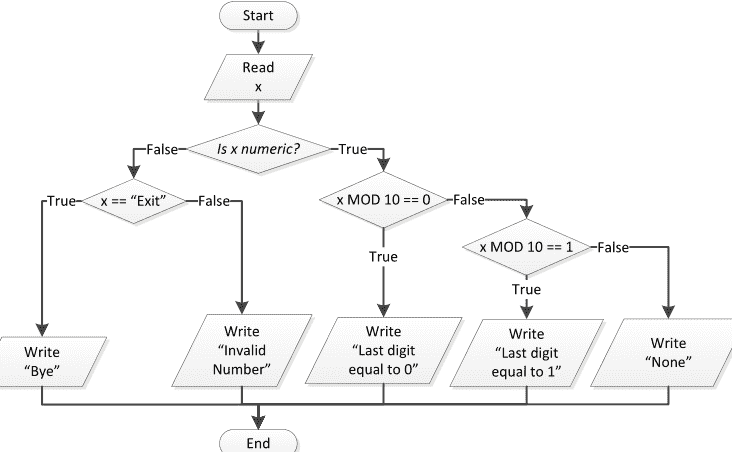 Start
Read
x
Is x numeric?
False
True
x == “Exit”
True
False
x MOD 10 == 0
False
True
x MOD 10 == 1
False
True
Write
“Bye”
Write
“Invalid
Number”
Write
“Last digit
equal to 0”
Write
“Last digit
equal to 1”
Write
“None”
End